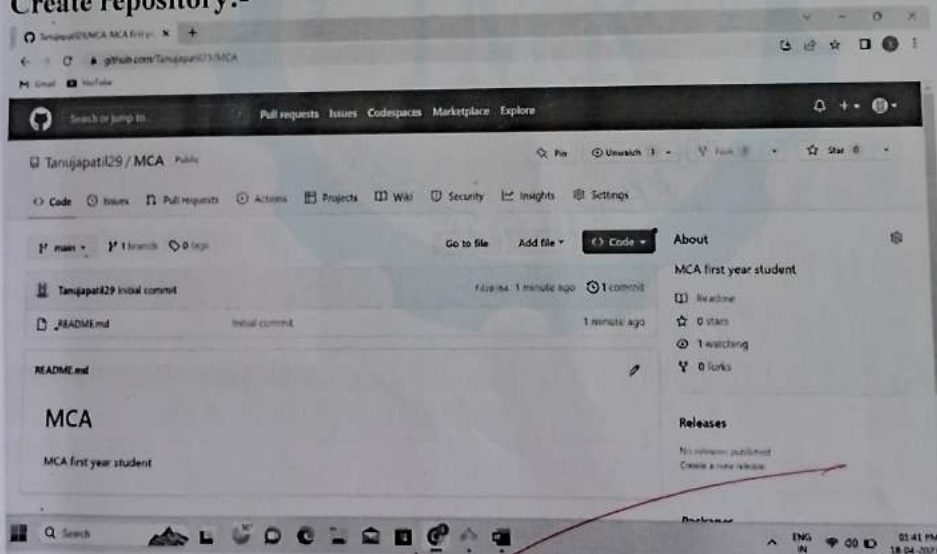 Create repository:-
github.com/Tanujapatil29/MCA
Gmail YouTube
Search or jump to... Pull requests Issues Codespaces Marketplace Explore
Tanujapatil29 / MCA Public
Pin Unwatch 1 Fork 0 Star 0
Code Issues Pull requests Actions Projects Wiki Security Insights Settings
main 1 branch 0 tags Go to file Add file Code
Tanujapatil29 Initial commit 1 minute ago 1 commit
README.md Initial commit 1 minute ago
README.md
MCA
MCA first year student
About
MCA first year student
Readme
0 stars
1 watching
0 forks
Releases
No releases published
Create a new release
Search
ENG
IN
01:41 PM